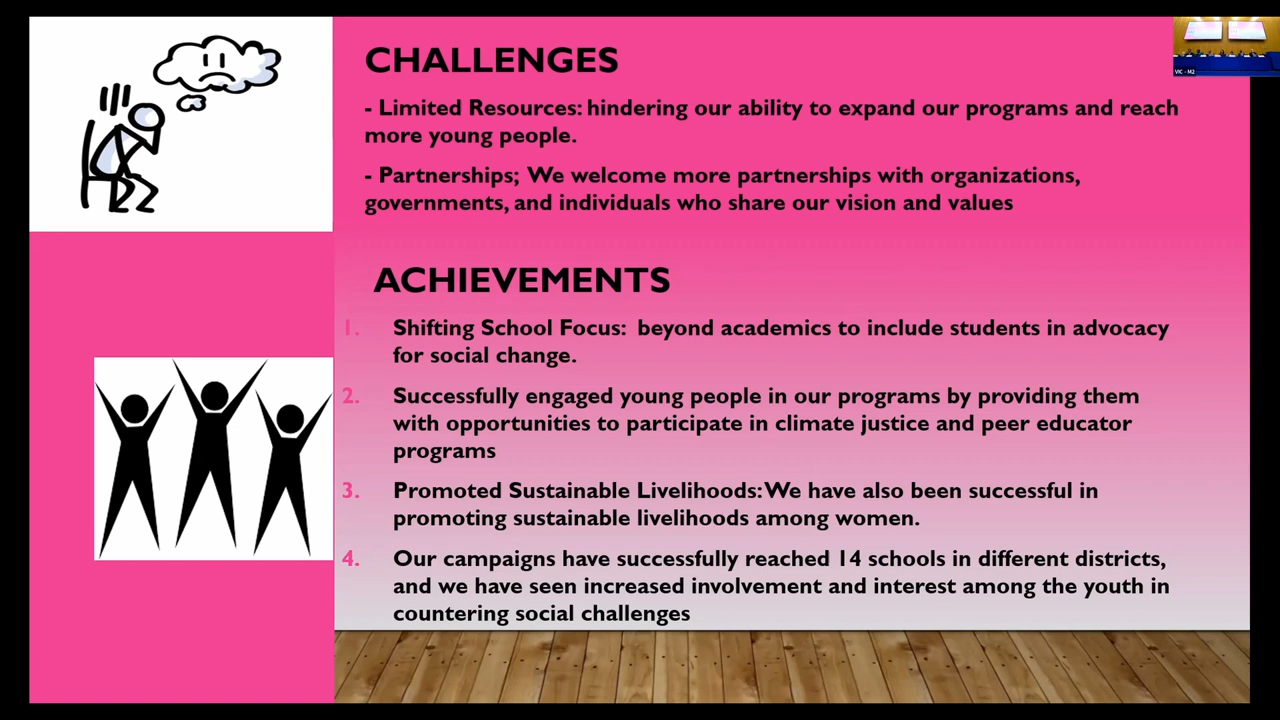 CHALLENGES
- Limited Resources: hindering our ability to expand our programs and reach
more young people.
- Partnerships; We welcome more partnerships with organizations,
governments, and individuals who share our vision and values
ACHIEVEMENTS
1. Shifting School Focus: beyond academics to include students in advocacy
for social change.
2. Successfully engaged young people in our programs by providing them
with opportunities to participate in climate justice and peer educator
programs
3. Promoted Sustainable Livelihoods: We have also been successful in
promoting sustainable livelihoods among women.
4. Our campaigns have successfully reached 14 schools in different districts,
and we have seen increased involvement and interest among the youth in
countering social challenges
VIC - M2